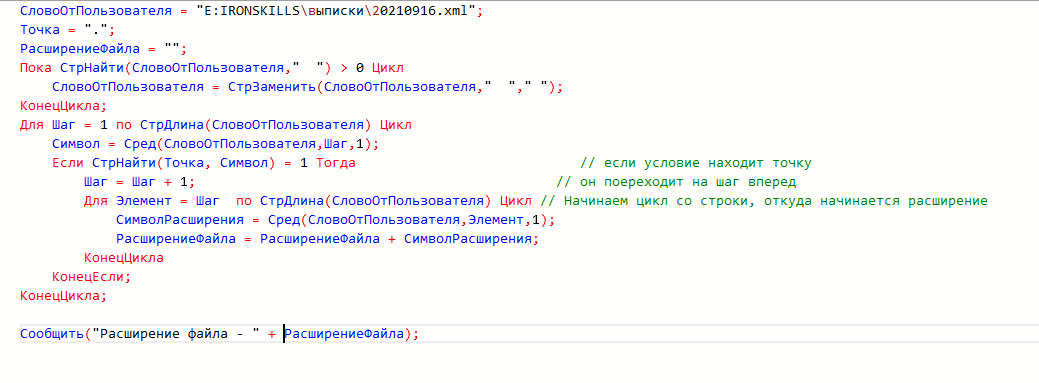 СловоОтПользователя = "E:IRONSKILLS\выписки\20210916.xml";
Точка = ".";
РасширениеФайла = "";
Пока СтрНайти(СловоОтПользователя,"  ") > 0 Цикл
    СловоОтПользователя = СтрЗаменить(СловоОтПользователя,"  "," ");
КонецЦикла;
Для Шаг = 1 по СтрДлина(СловоОтПользователя) Цикл
    Символ = Сред(СловоОтПользователя,Шаг,1);
    Если СтрНайти(Точка, Символ) = 1 Тогда                            // если условие находит точку
        Шаг = Шаг + 1;                                             // он поереходит на шаг вперед
        Для Элемент = Шаг  по СтрДлина(СловоОтПользователя) Цикл // Начинаем цикл со строки, откуда начинается расширение
            СимволРасширения = Сред(СловоОтПользователя,Элемент,1);
            РасширениеФайла = РасширениеФайла + СимволРасширения;
        КонецЦикла
    КонецЕсли;
КонецЦикла;
Сообщить("Расширение файла - " + РасширениеФайла);